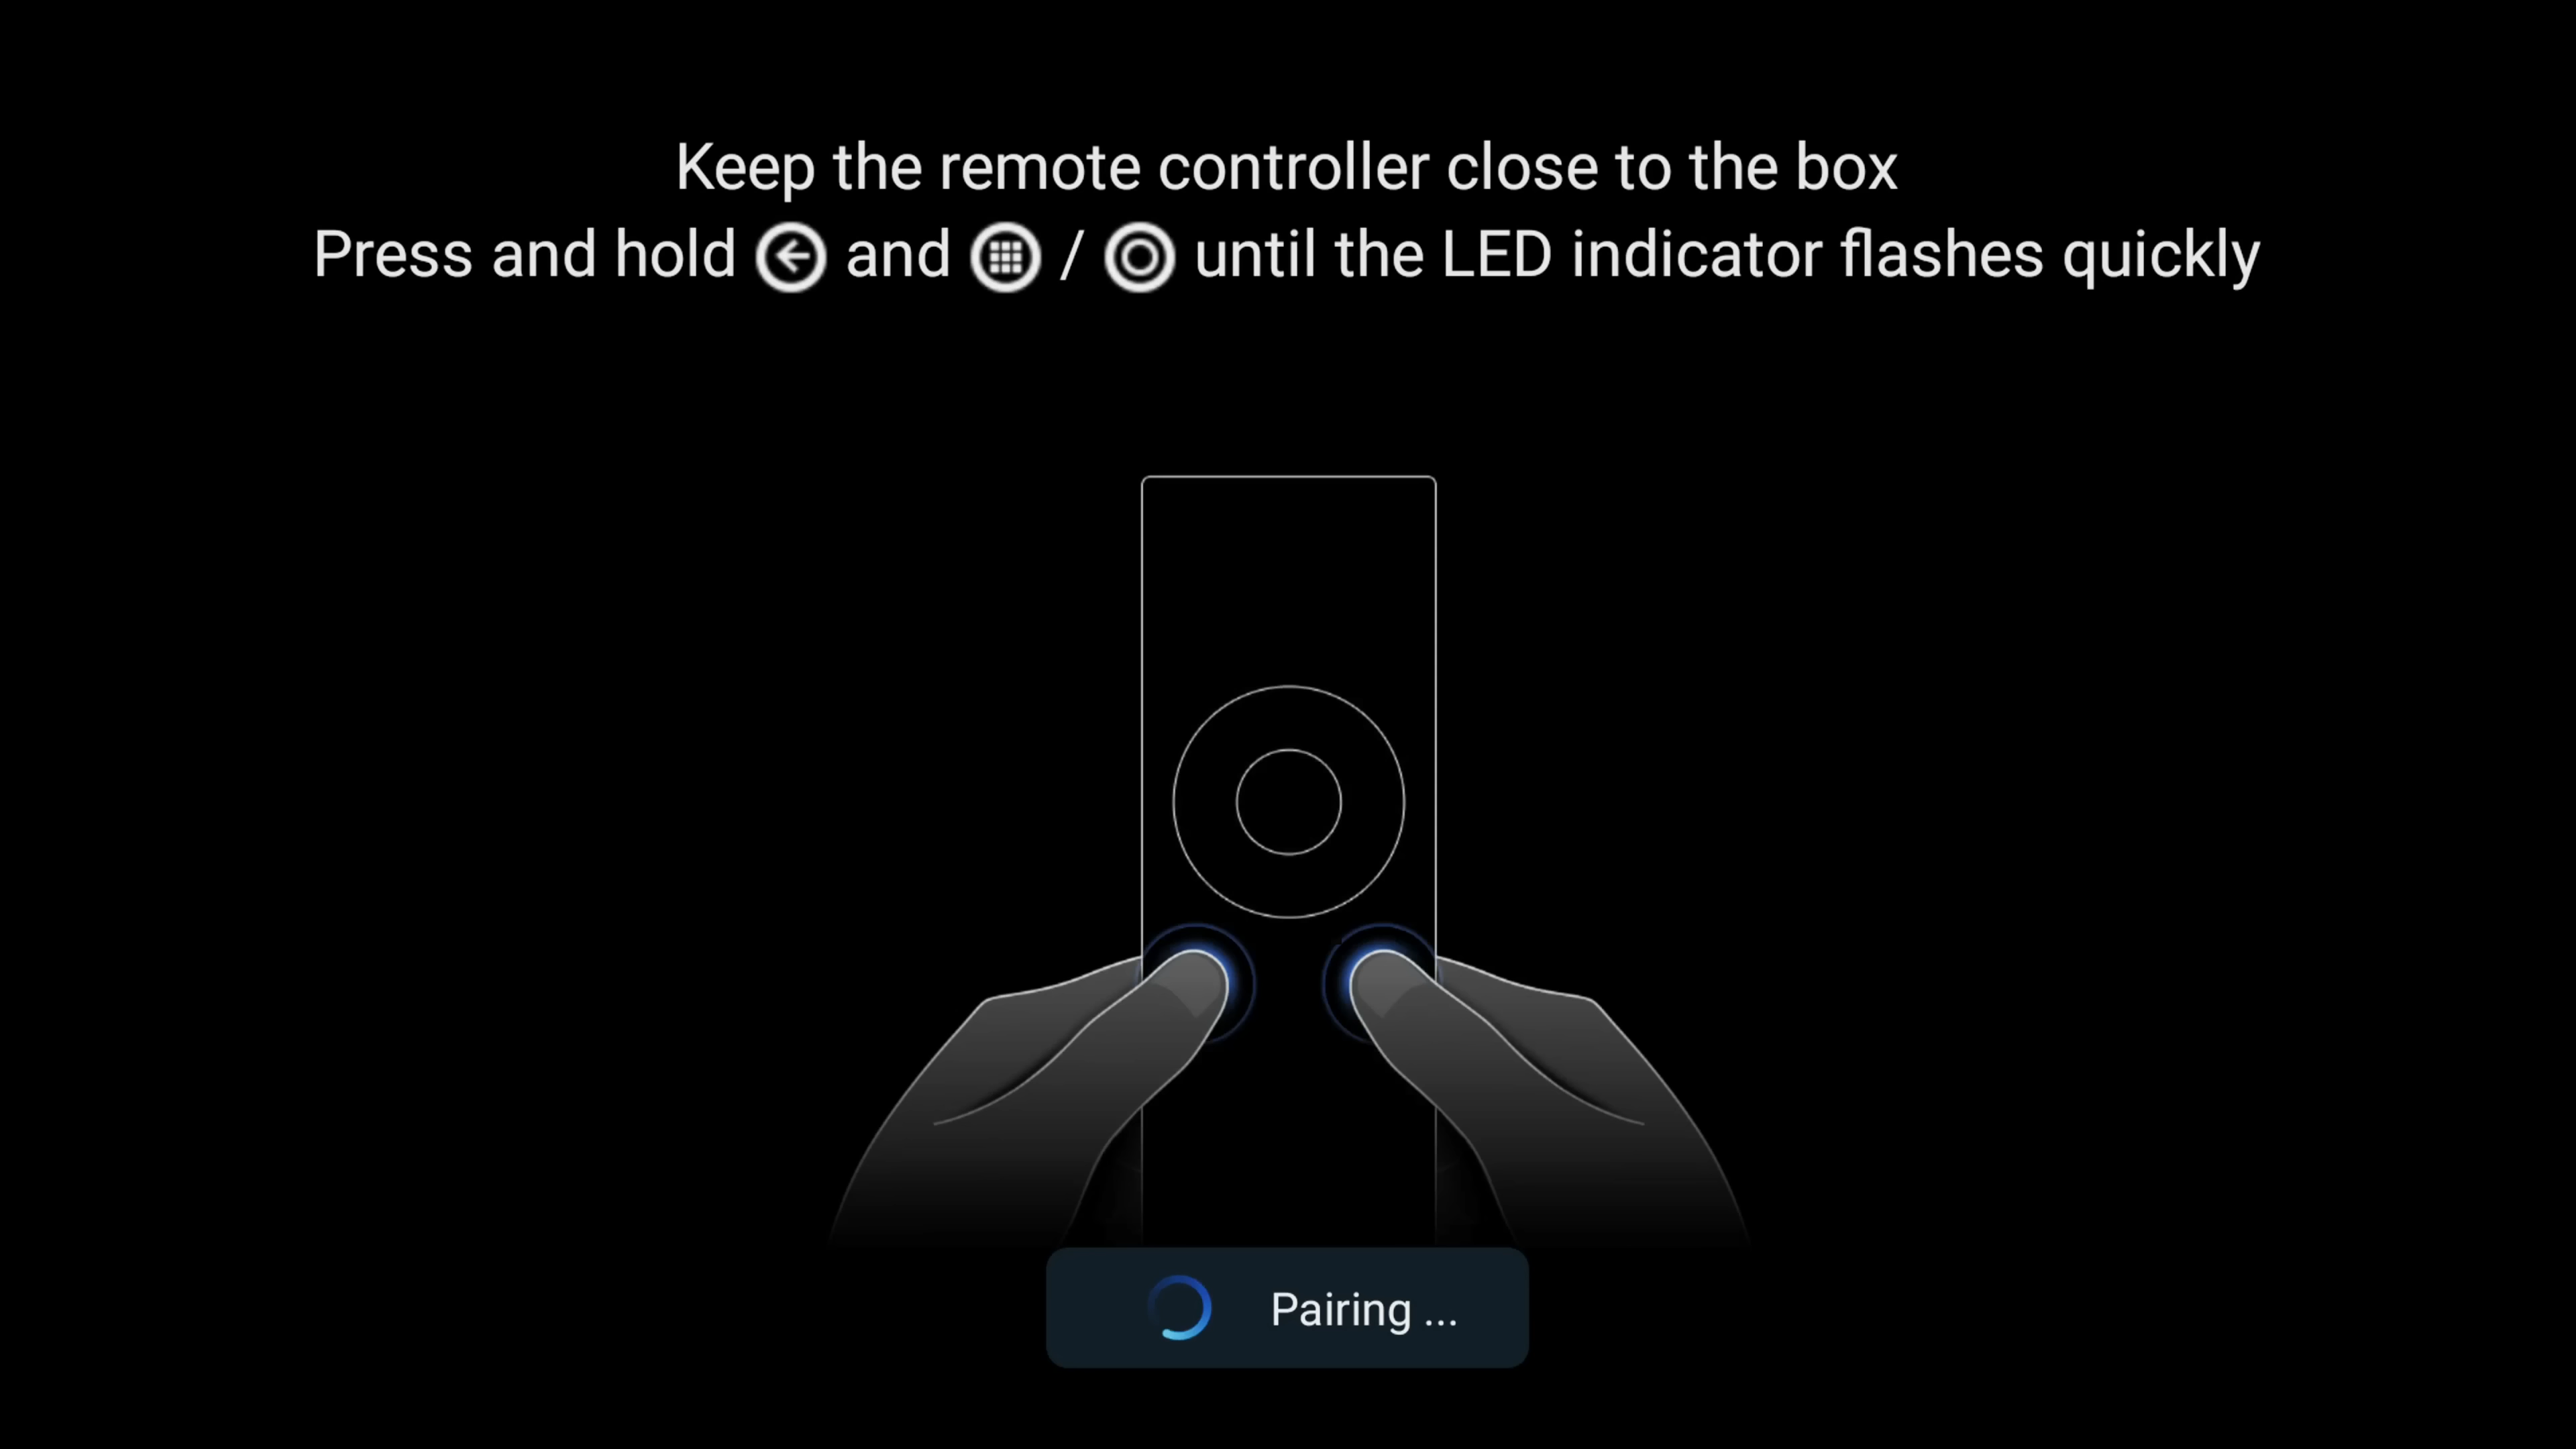 Keep the remote controller close to the box
Press and hold and / until the LED indicator flashes quickly
Pairing ...